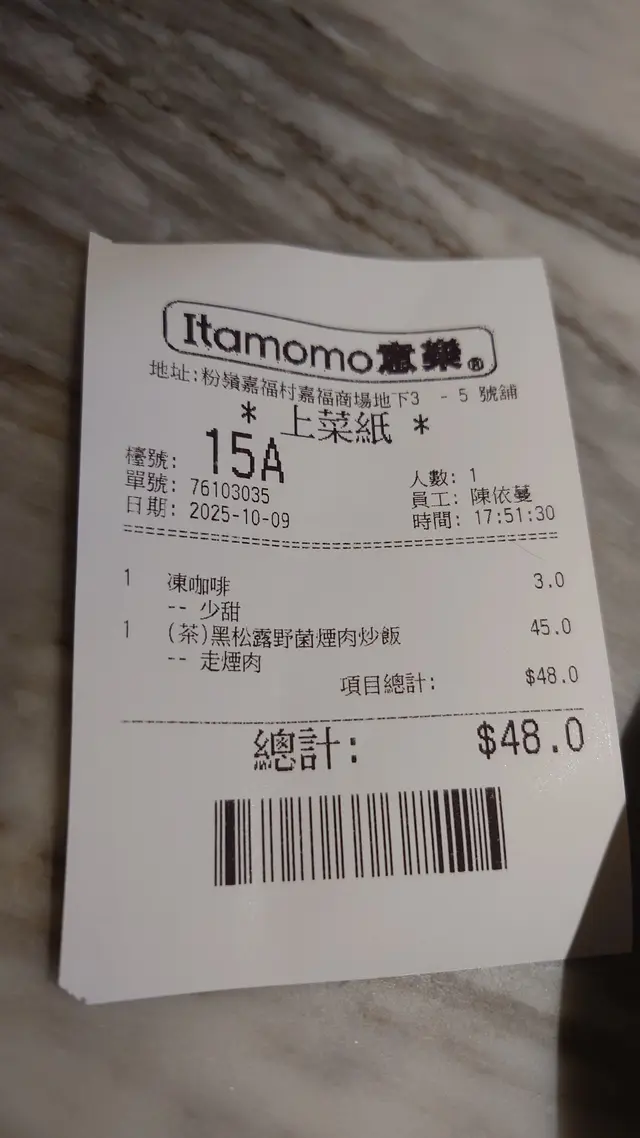 Itamomo意樂®
地址:粉嶺嘉福村嘉福商場地下3 - 5 號舖
* 上菜紙 *
檯號: 15A 人數: 1
單號: 76103035 員工: 陳依蔓
日期: 2025-10-09 時間: 17:51:30
1 凍咖啡 3.0
-- 少甜
1 (茶)黑松露野菌煙肉炒飯 45.0
-- 走煙肉
項目總計: $48.0
總計: $48.0